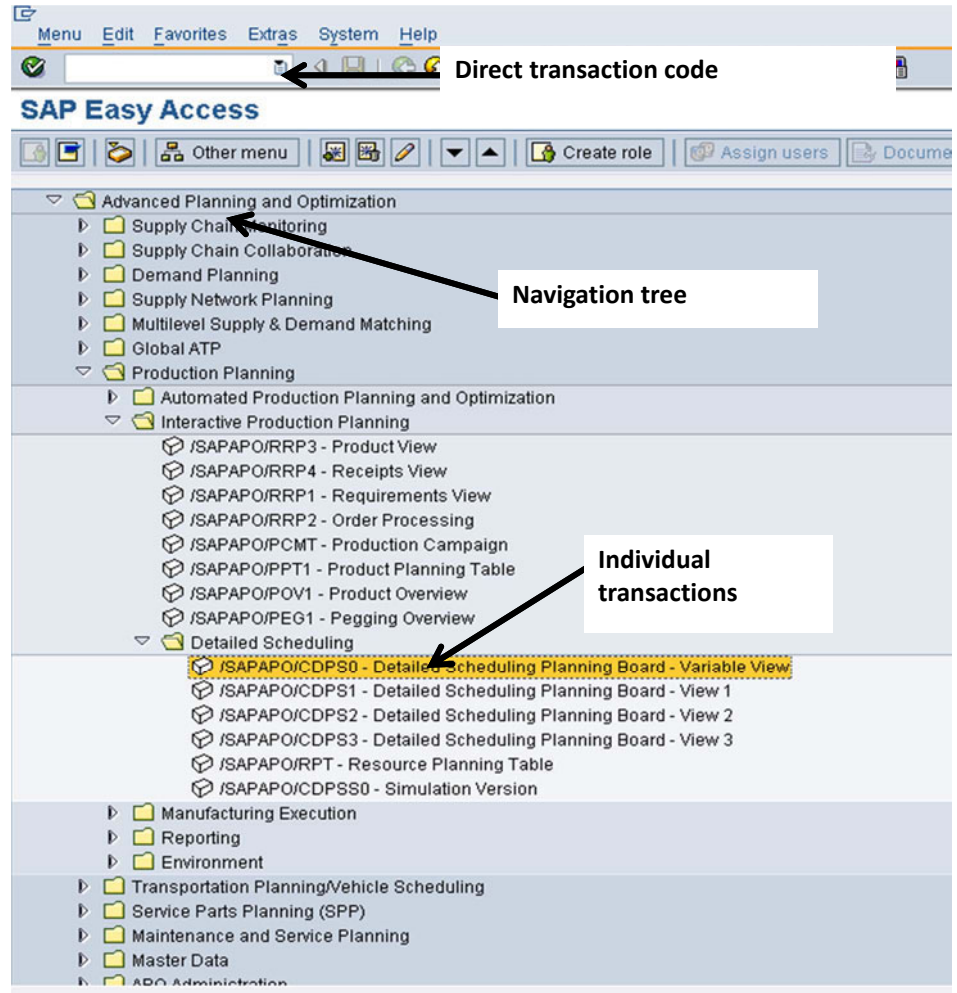 Menu Edit Favorites Extras System Help
Direct transaction code
SAP Easy Access
Other menu Create role Assign users Docume
Advanced Planning and Optimization
Supply Chain Monitoring
Supply Chain Collaboration
Demand Planning
Navigation tree
Supply Network Planning
Multilevel Supply & Demand Matching
Global ATP
Production Planning
Automated Production Planning and Optimization
Interactive Production Planning
/SAPAPO/RRP3 - Product View
/SAPAPO/RRP4 - Receipts View
/SAPAPO/RRP1 - Requirements View
/SAPAPO/RRP2 - Order Processing
/SAPAPO/PCMT - Production Campaign
Individual
transactions
/SAPAPO/PPT1 - Product Planning Table
/SAPAPO/POV1 - Product Overview
/SAPAPO/PEG1 - Pegging Overview
Detailed Scheduling
/SAPAPO/CDPS0 - Detailed Scheduling Planning Board - Variable View
/SAPAPO/CDPS1 - Detailed Scheduling Planning Board - View 1
/SAPAPO/CDPS2 - Detailed Scheduling Planning Board - View 2
/SAPAPO/CDPS3 - Detailed Scheduling Planning Board - View 3
/SAPAPO/RPT - Resource Planning Table
/SAPAPO/CDPSS0 - Simulation Version
Manufacturing Execution
Reporting
Environment
Transportation Planning/Vehicle Scheduling
Service Parts Planning (SPP)
Maintenance and Service Planning
Master Data
APO Administration